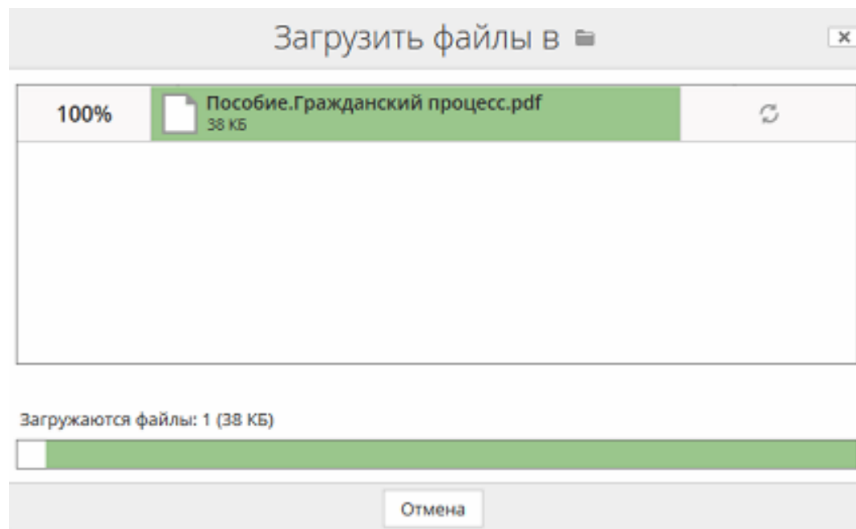 Загрузить файлы в
100%
Пособие.Гражданский процесс.pdf
38 КБ
Загружаются файлы: 1 (38 КБ)
Отмена